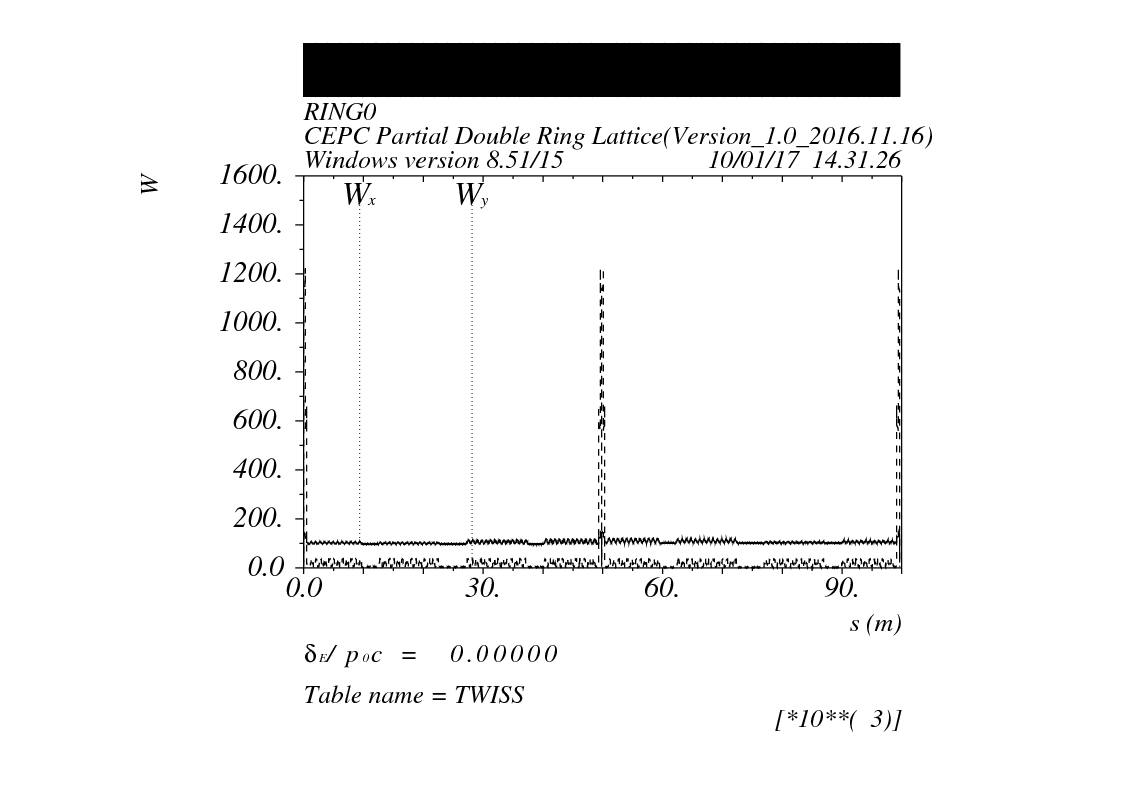 RING0
CEPC Partial Double Ring Lattice(Version_1.0_2016.11.16)
Windows version 8.51/15 10/01/17 14.31.26
W
1600.
Wx Wy
1400.
1200.
1000.
800.
600.
400.
200.
0.0
0.0 30. 60. 90.
s (m)
δE/ p0c = 0.00000
Table name = TWISS
[*10**( 3)]